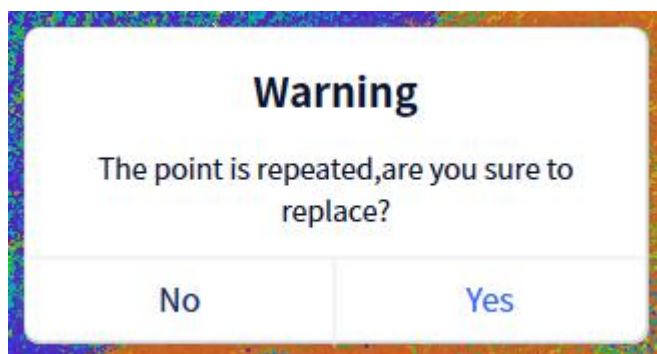 Warning
The point is repeated,are you sure to
replace?
No
Yes